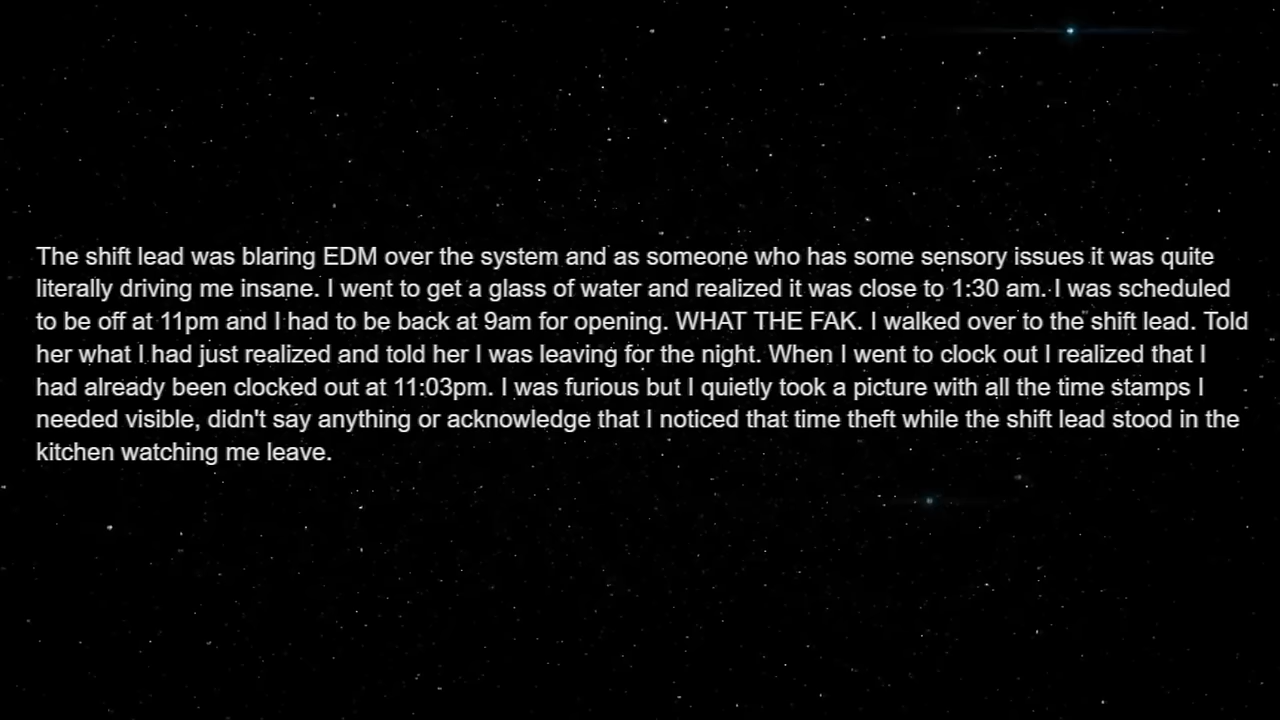 The shift lead was blaring EDM over the system and as someone who has some sensory issues it was quite
literally driving me insane. I went to get a glass of water and realized it was close to 1:30 am. I was scheduled
to be off at 11pm and I had to be back at 9am for opening. WHAT THE FAK. I walked over to the shift lead. Told
her what I had just realized and told her I was leaving for the night. When I went to clock out I realized that I
had already been clocked out at 11:03pm. I was furious but I quietly took a picture with all the time stamps I
needed visible, didn't say anything or acknowledge that I noticed that time theft while the shift lead stood in the
kitchen watching me leave.